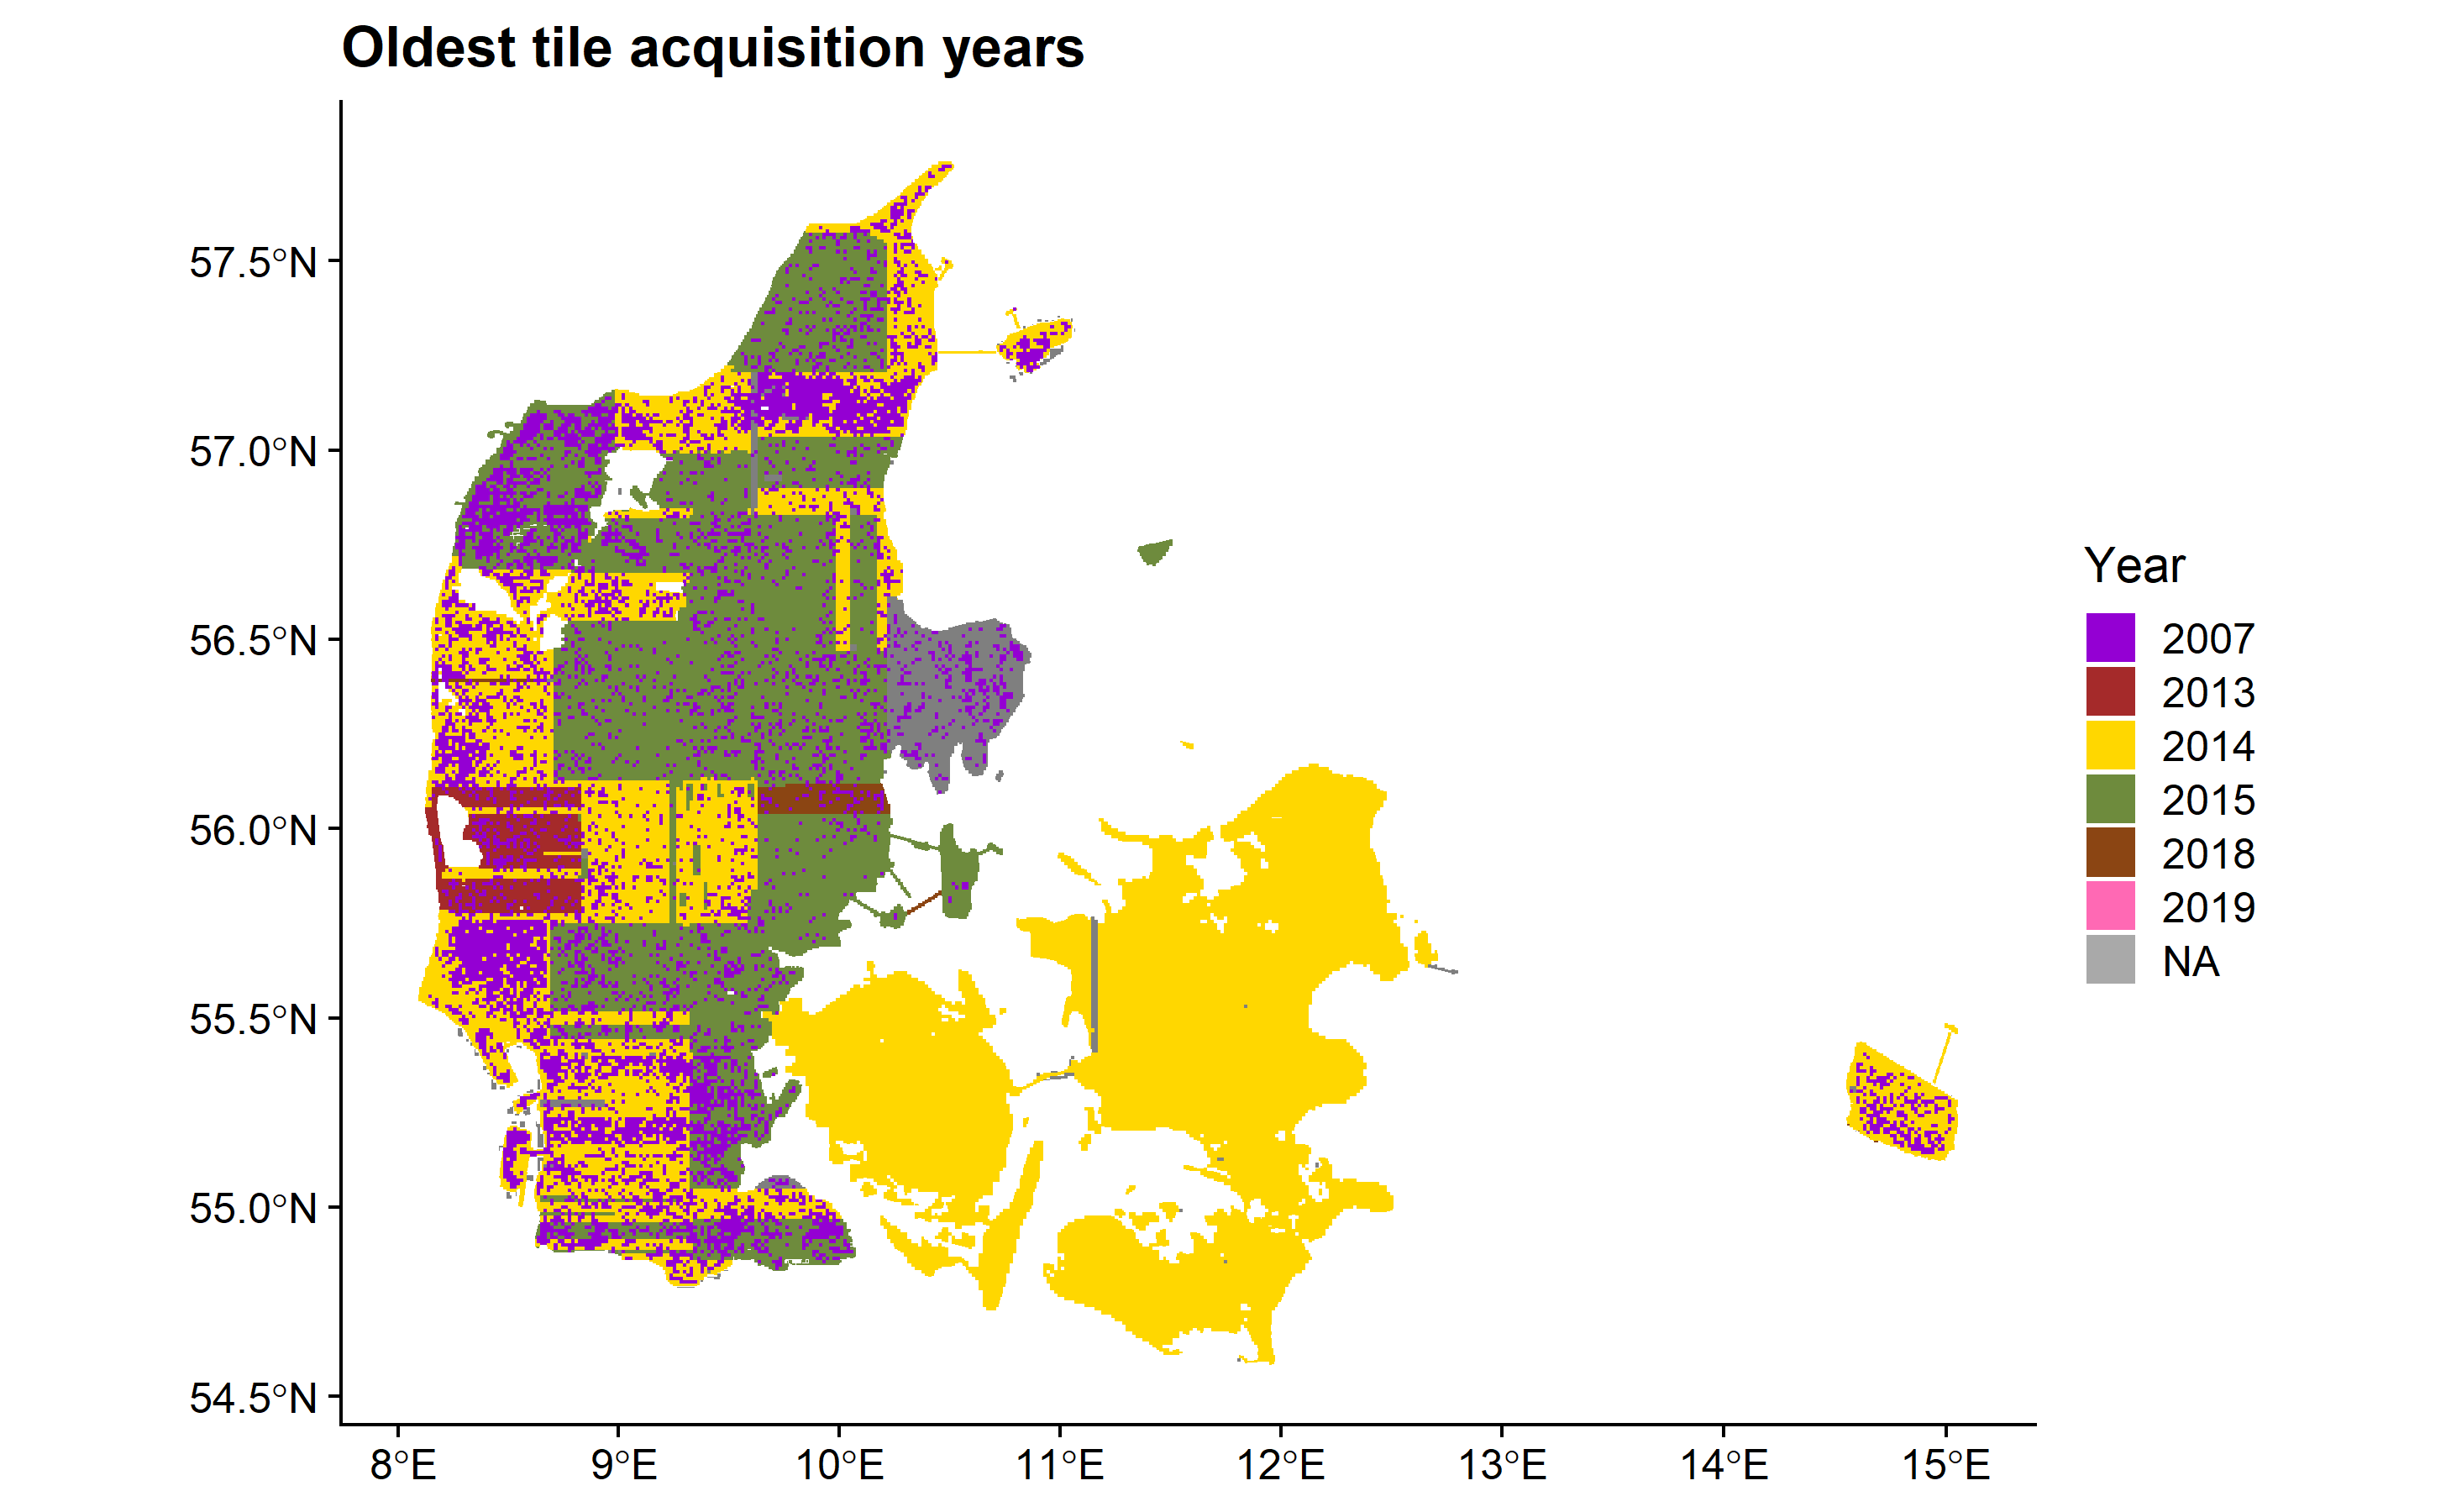 Oldest tile acquisition years
57.5°N
57.0°N
56.5°N
56.0°N
55.5°N
55.0°N
54.5°N
8°E 9°E 10°E 11°E 12°E 13°E 14°E 15°E
Year
2007
2013
2014
2015
2018
2019
NA